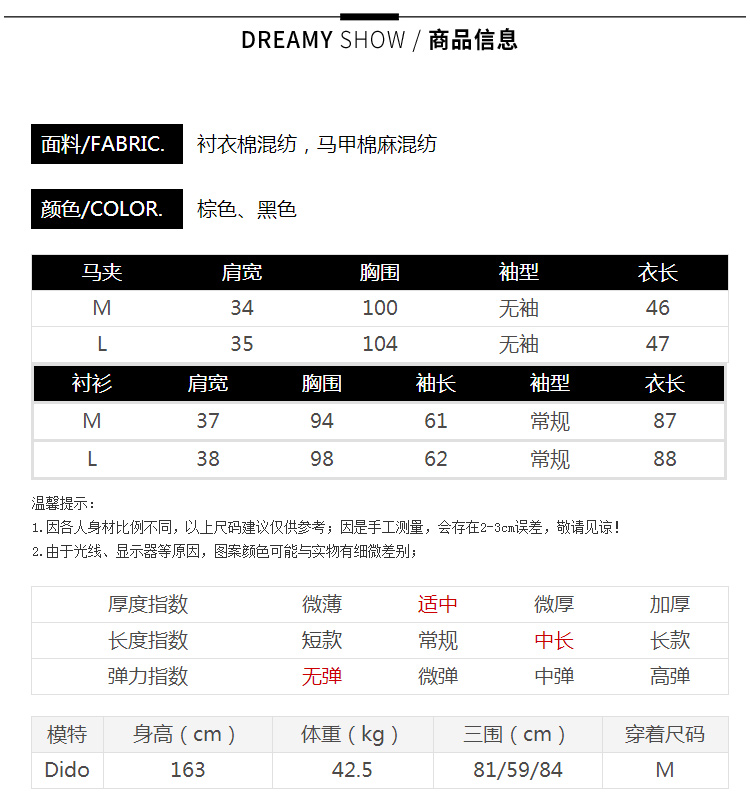 DREAMY SHOW / 商品信息
面料/FABRIC. 衬衣棉混纺，马甲棉麻混纺
颜色/COLOR. 棕色、黑色
马夹 肩宽 胸围 袖型 衣长
M 34 100 无袖 46
L 35 104 无袖 47
衬衫 肩宽 胸围 袖长 袖型 衣长
M 37 94 61 常规 87
L 38 98 62 常规 88
温馨提示：
1.因各人身材比例不同，以上尺码建议仅供参考；因是手工测量，会存在2-3cm误差，敬请见谅！
2.由于光线、显示器等原因，图案颜色可能与实物有细微差别；
厚度指数 微薄 适中 微厚 加厚
长度指数 短款 常规 中长 长款
弹力指数 无弹 微弹 中弹 高弹
模特 身高（cm） 体重（kg） 三围（cm） 穿着尺码
Dido 163 42.5 81/59/84 M